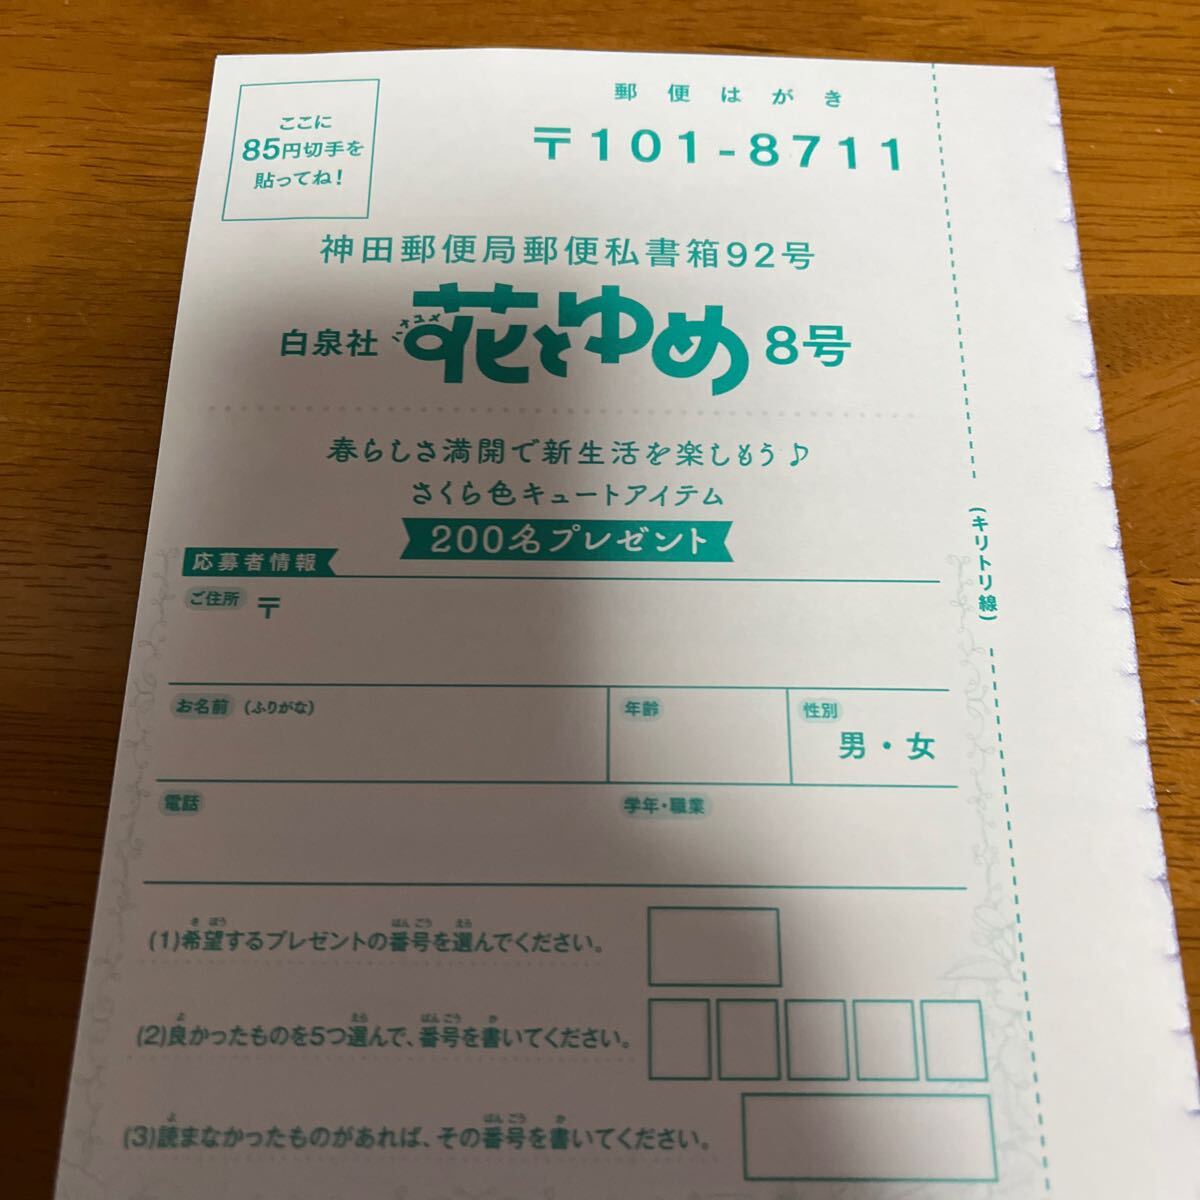 郵便はがき
ここに
85円切手を
貼ってね!
〒101-8711
神田郵便局郵便私書箱92号
白泉社 ハナオユメ 花とゆめ 8号
春らしさ満開で新生活を楽しもう♪
さくら色キュートアイテム
200名プレゼント
(キリトリ線)
応募者情報
ご住所 〒
お名前 (ふりがな) 年齢 性別
男・女
電話 学年・職業
(1)希望するプレゼントの番号を選んでください。
(2)良かったものを5つ選んで、番号を書いてください。
(3)読まなかったものがあれば、その番号を書いてください。